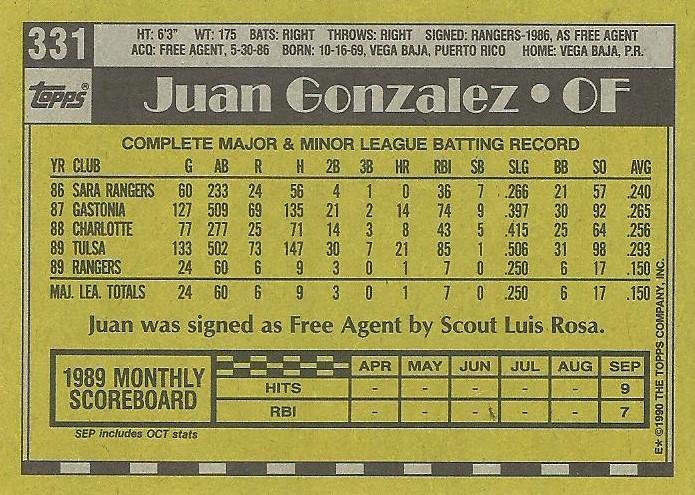 331
HT: 6'3" WT: 175 BATS: RIGHT THROWS: RIGHT SIGNED: RANGERS-1986, AS FREE AGENT
ACQ: FREE AGENT, 5-30-86 BORN: 10-16-69, VEGA BAJA, PUERTO RICO HOME: VEGA BAJA, P.R.
TOPPS® Juan Gonzalez • OF
COMPLETE MAJOR & MINOR LEAGUE BATTING RECORD
YR CLUB G AB R H 2B 3B HR RBI SB SLG BB SO AVG
86 SARA RANGERS 60 233 24 56 4 1 0 36 7 .266 21 57 .240
87 GASTONIA 127 509 69 135 21 2 14 74 9 .397 30 92 .265
88 CHARLOTTE 77 277 25 71 14 3 8 43 5 .415 25 64 .256
89 TULSA 133 502 73 147 30 7 21 85 1 .506 31 98 .293
89 RANGERS 24 60 6 9 3 0 1 7 0 .250 6 17 .150
MAJ. LEA. TOTALS 24 60 6 9 3 0 1 7 0 .250 6 17 .150
Juan was signed as Free Agent by Scout Luis Rosa.
1989 MONTHLY
SCOREBOARD
APR MAY JUN JUL AUG SEP
HITS - - - - - 9
RBI - - - - - 7
SEP includes OCT stats
E* ©1990 THE TOPPS COMPANY, INC.